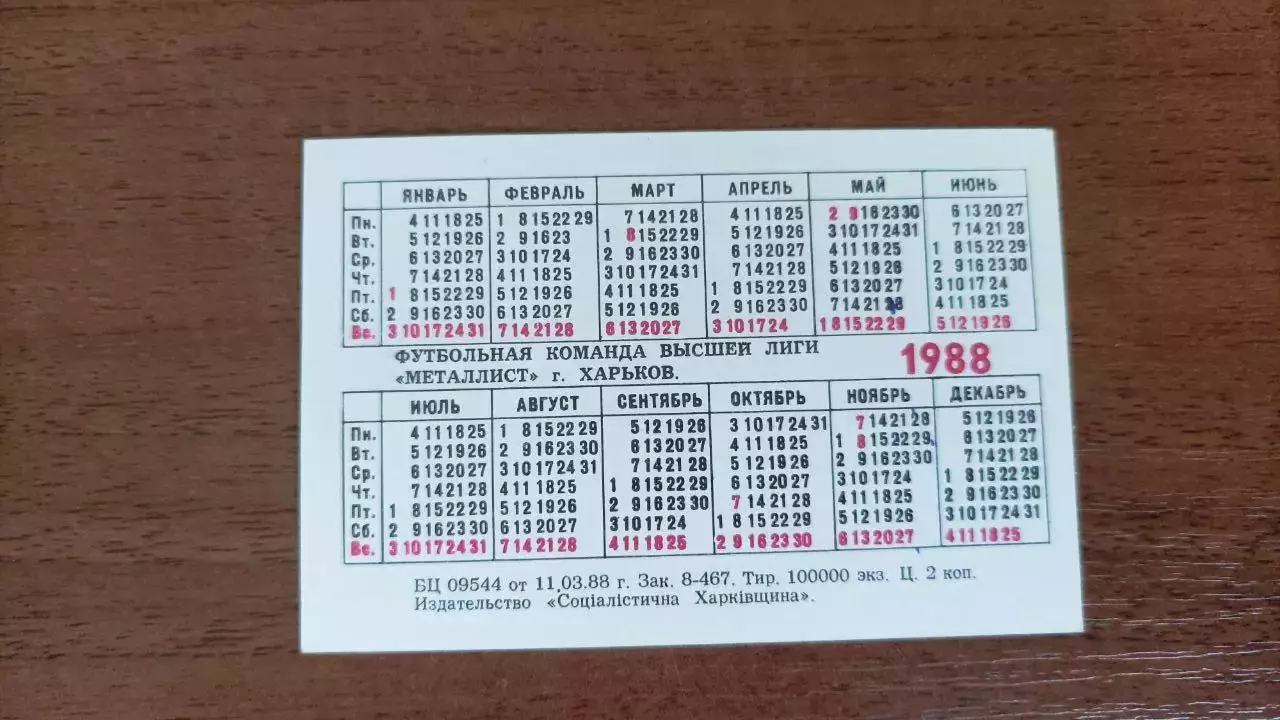 ЯНВАРЬ ФЕВРАЛЬ МАРТ АПРЕЛЬ МАЙ ИЮНЬ
Пн. 4 11 18 25 1 8 15 22 29 7 14 21 28 4 11 18 25 2 9 16 23 30 6 13 20 27
Вт. 5 12 19 26 2 9 16 23 1 8 15 22 29 5 12 19 26 3 10 17 24 31 7 14 21 28
Ср. 6 13 20 27 3 10 17 24 2 9 16 23 30 6 13 20 27 4 11 18 25 1 8 15 22 29
Чт. 7 14 21 28 4 11 18 25 3 10 17 24 31 7 14 21 28 5 12 19 26 2 9 16 23 30
Пт. 1 8 15 22 29 5 12 19 26 4 11 18 25 1 8 15 22 29 6 13 20 27 3 10 17 24
Сб. 2 9 16 23 30 6 13 20 27 5 12 19 26 2 9 16 23 30 7 14 21 28 4 11 18 25
Вс. 3 10 17 24 31 7 14 21 28 6 13 20 27 3 10 17 24 1 8 15 22 29 5 12 19 26
ФУТБОЛЬНАЯ КОМАНДА ВЫСШЕЙ ЛИГИ
«МЕТАЛЛИСТ» г. ХАРЬКОВ.
1988
ИЮЛЬ АВГУСТ СЕНТЯБРЬ ОКТЯБРЬ НОЯБРЬ ДЕКАБРЬ
Пн. 4 11 18 25 1 8 15 22 29 5 12 19 26 3 10 17 24 31 7 14 21 28 5 12 19 26
Вт. 5 12 19 26 2 9 16 23 30 6 13 20 27 4 11 18 25 1 8 15 22 29 6 13 20 27
Ср. 6 13 20 27 3 10 17 24 31 7 14 21 28 5 12 19 26 2 9 16 23 30 7 14 21 28
Чт. 7 14 21 28 4 11 18 25 1 8 15 22 29 6 13 20 27 3 10 17 24 1 8 15 22 29
Пт. 1 8 15 22 29 5 12 19 26 2 9 16 23 30 7 14 21 28 4 11 18 25 2 9 16 23 30
Сб. 2 9 16 23 30 6 13 20 27 3 10 17 24 1 8 15 22 29 5 12 19 26 3 10 17 24 31
Вс. 3 10 17 24 31 7 14 21 28 4 11 18 25 2 9 16 23 30 6 13 20 27 4 11 18 25
БЦ 09544 от 11.03.88 г. Зак. 8-467. Тир. 100000 экз. Ц. 2 коп.
Издательство «Соціалістична Харківщина».